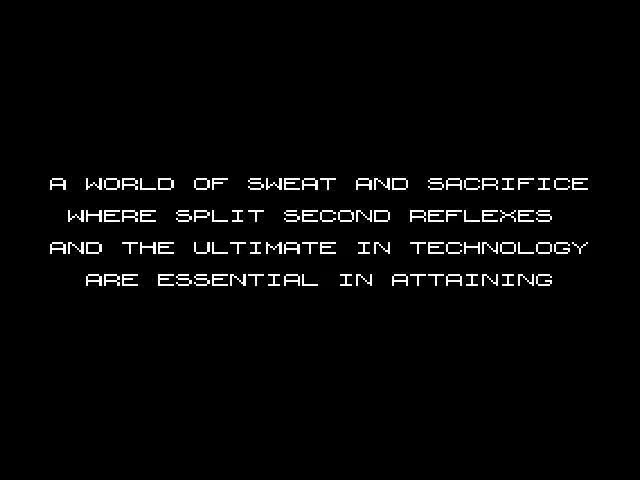 A WORLD OF SWEAT AND SACRIFICE
WHERE SPLIT SECOND REFLEXES
AND THE ULTIMATE IN TECHNOLOGY
ARE ESSENTIAL IN ATTAINING